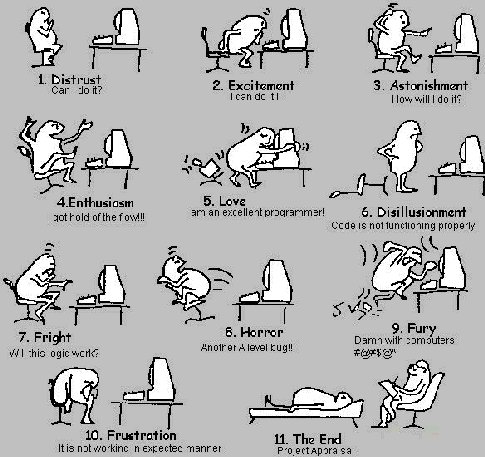 1. Distrust
Can I do it?
2. Excitement
I can do it !
3. Astonishment
How will I do it?
4.Enthusiasm
got hold of the flow!!!
5. Love
am an excellent programmer!
6. Disillusionment
Code is not functioning properly
7. Fright
Will this logic work?
8. Horror
Another A level bug!!
9. Fury
Damn with computers
#@#$@*
10. Frustration
It is not working in expected manner
11. The End
Project Appraisal